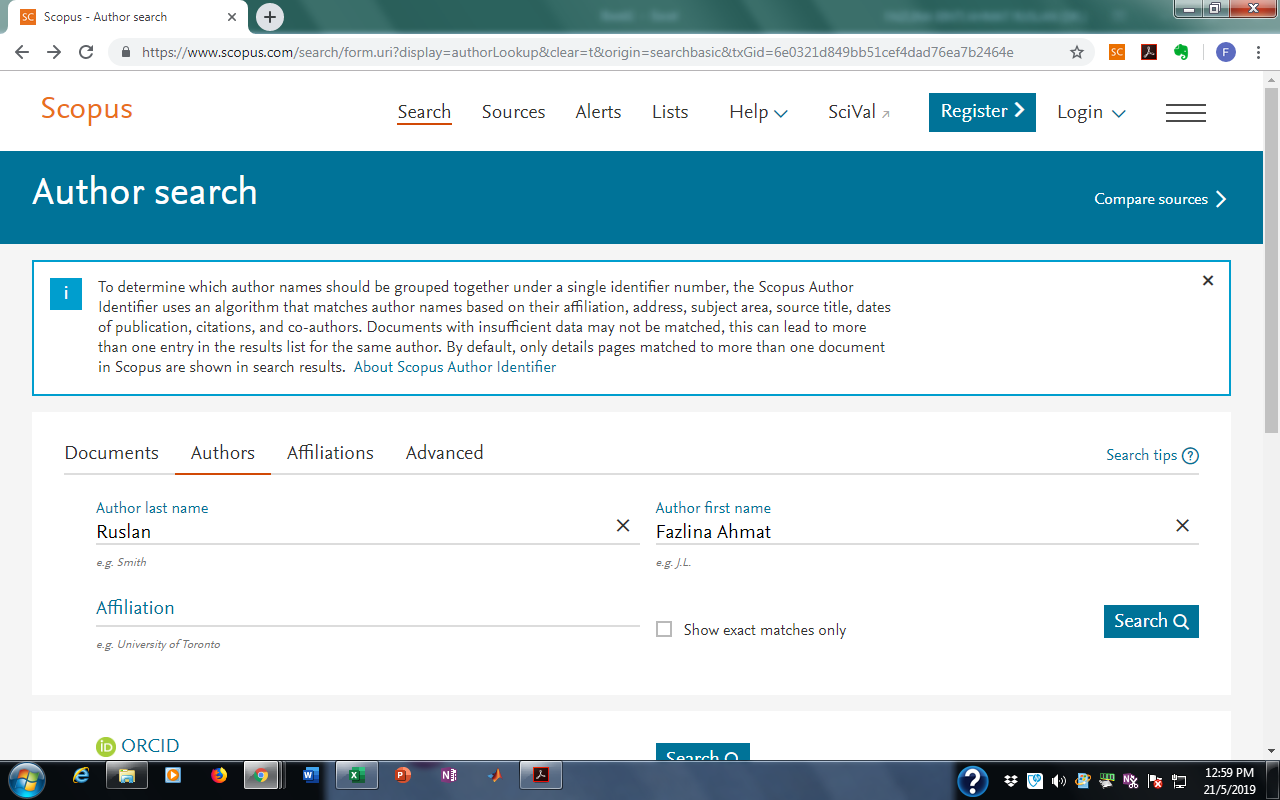 SC Scopus - Author search
https://www.scopus.com/search/form.uri?display=authorLookup&clear=t&origin=searchbasic&txGid=6e0321d849bb51cef4dad76ea7b2464e
SC
F
Scopus
Search Sources Alerts Lists Help SciVal Register Login
Author search
Compare sources
i
To determine which author names should be grouped together under a single identifier number, the Scopus Author
Identifier uses an algorithm that matches author names based on their affiliation, address, subject area, source title, dates
of publication, citations, and co-authors. Documents with insufficient data may not be matched, this can lead to more
than one entry in the results list for the same author. By default, only details pages matched to more than one document
in Scopus are shown in search results. About Scopus Author Identifier
Documents Authors Affiliations Advanced
Search tips ?
Author last name
Ruslan
e.g. Smith
Author first name
Fazlina Ahmat
e.g. J.L.
Affiliation
e.g. University of Toronto
Show exact matches only
Search
iD ORCID
Search
12:59 PM
21/5/2019